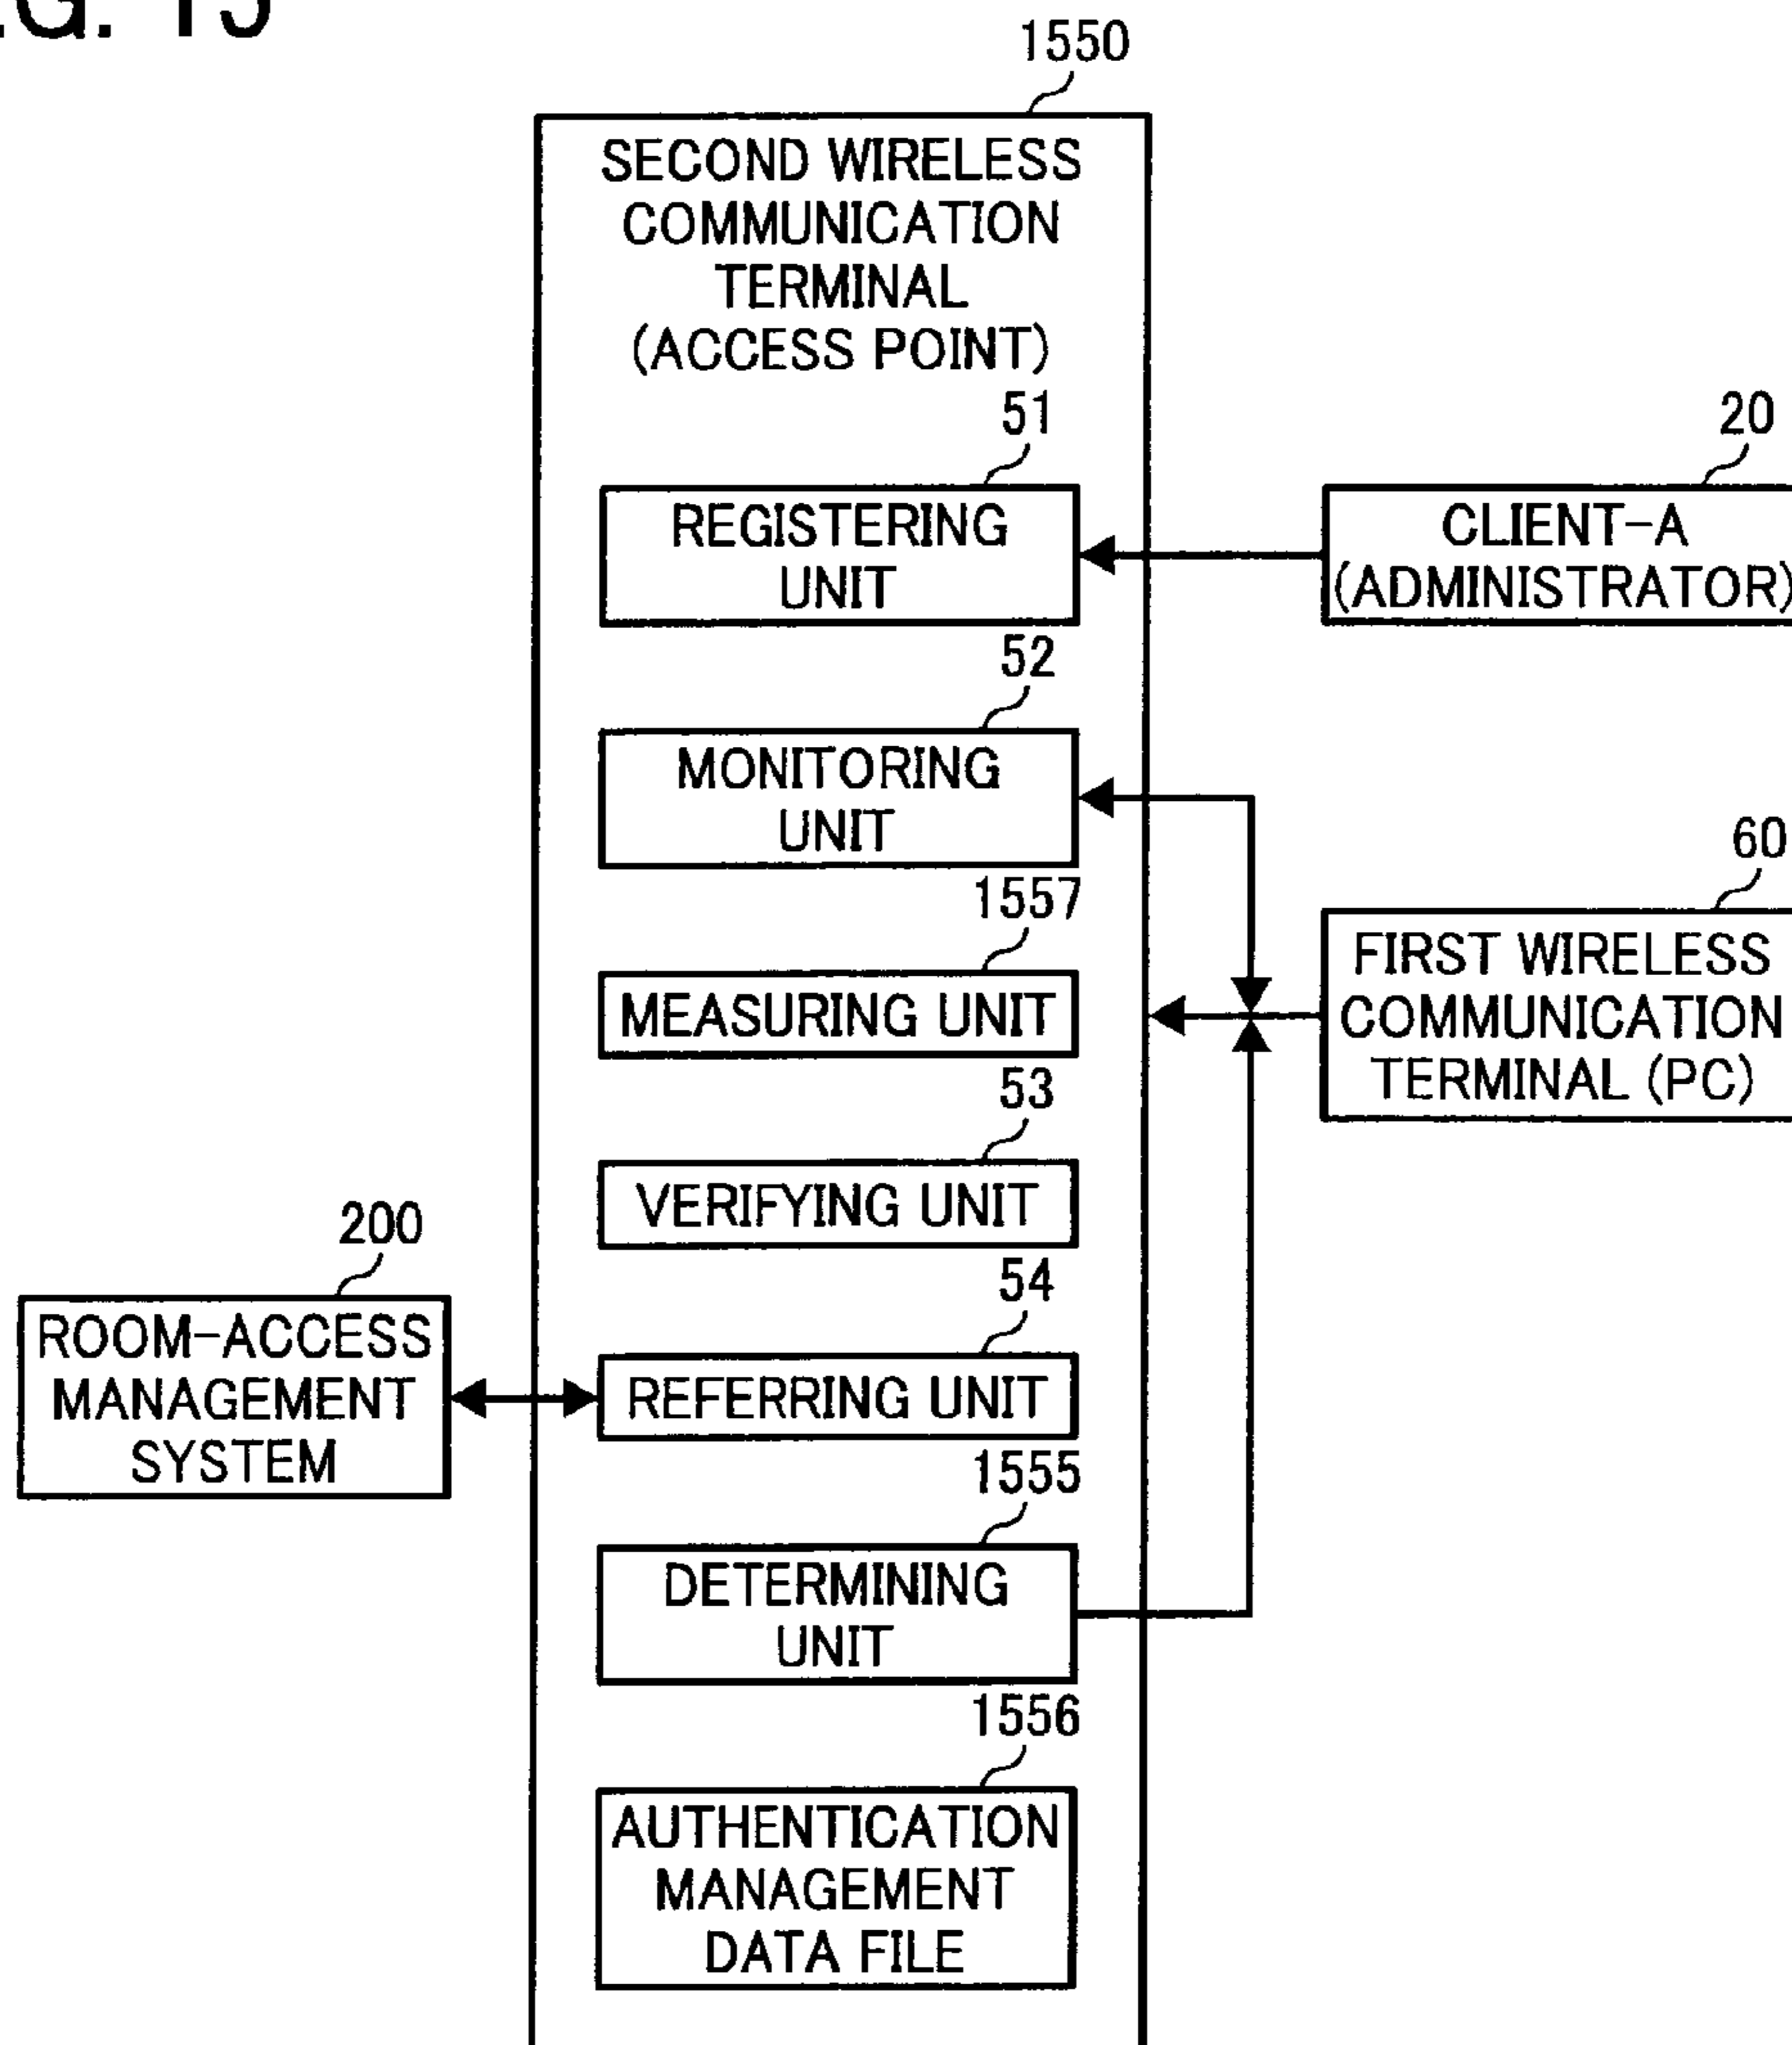 G. 15
1550
SECOND WIRELESS
COMMUNICATION
TERMINAL
(ACCESS POINT)
51
REGISTERING
UNIT
20
CLIENT-A
(ADMINISTRATOR)
52
MONITORING
UNIT
60
FIRST WIRELESS
COMMUNICATION
TERMINAL (PC)
1557
MEASURING UNIT
53
VERIFYING UNIT
200
ROOM-ACCESS
MANAGEMENT
SYSTEM
54
REFERRING UNIT
1555
DETERMINING
UNIT
1556
AUTHENTICATION
MANAGEMENT
DATA FILE